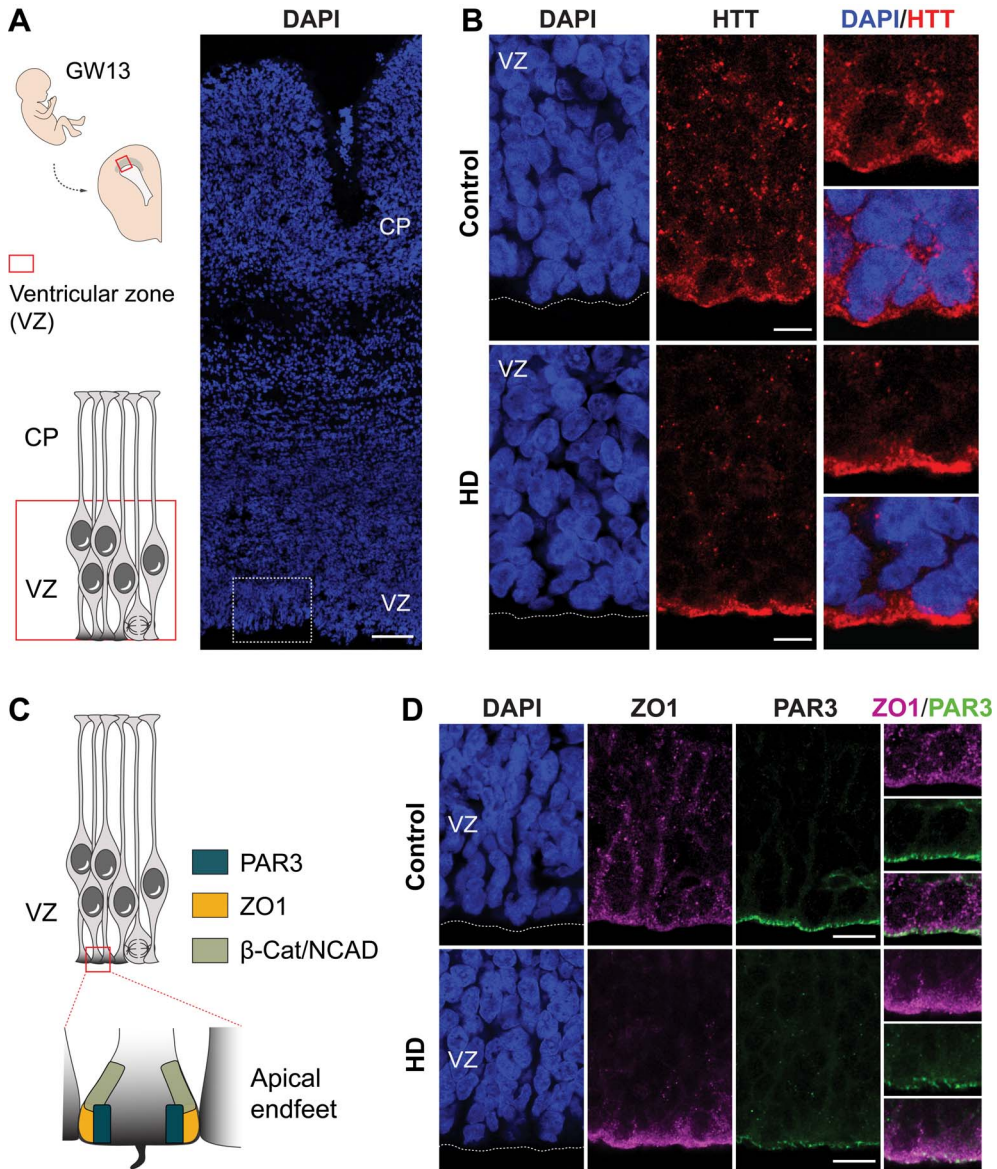 A
GW13
Ventricular zone
(VZ)
CP
VZ
DAPI
CP
VZ
B
DAPI
HTT
DAPI/HTT
Control
VZ
HD
VZ
C
VZ
PAR3
ZO1
β-Cat/NCAD
Apical
endfeet
D
DAPI
ZO1
PAR3
ZO1/PAR3
Control
VZ
HD
VZ